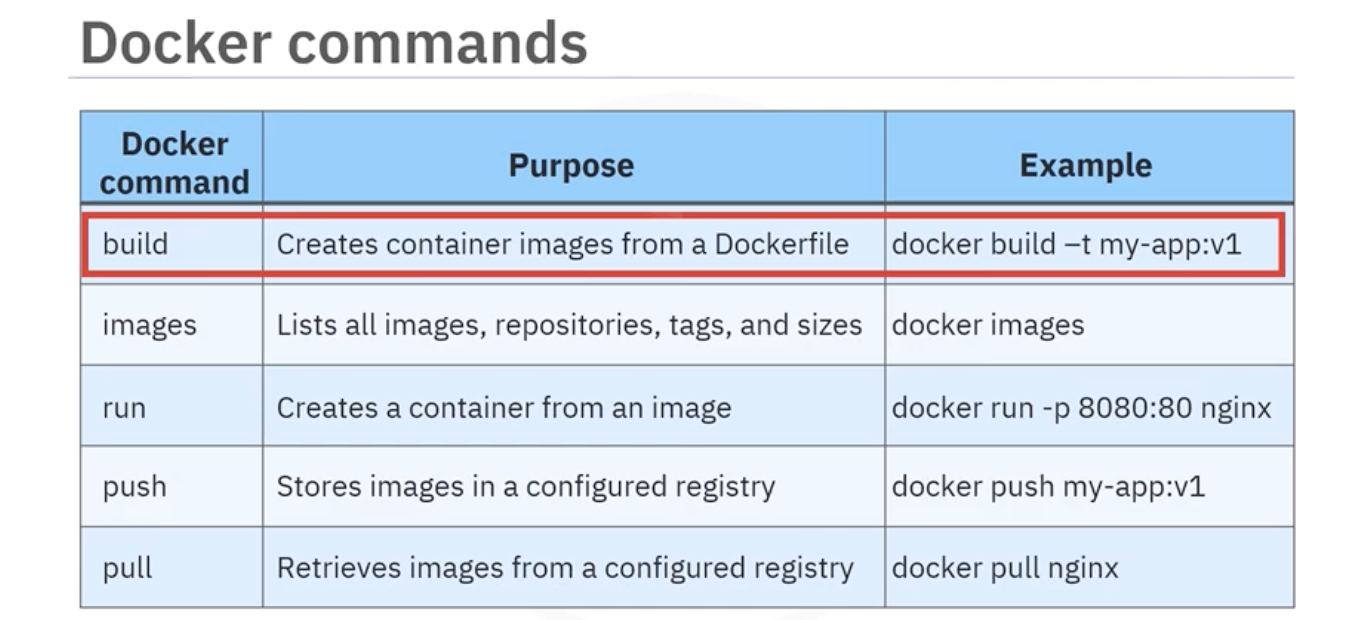 Docker commands
Docker
command
Purpose
Example
build
Creates container images from a Dockerfile
docker build –t my-app:v1
images
Lists all images, repositories, tags, and sizes
docker images
run
Creates a container from an image
docker run -p 8080:80 nginx
push
Stores images in a configured registry
docker push my-app:v1
pull
Retrieves images from a configured registry
docker pull nginx